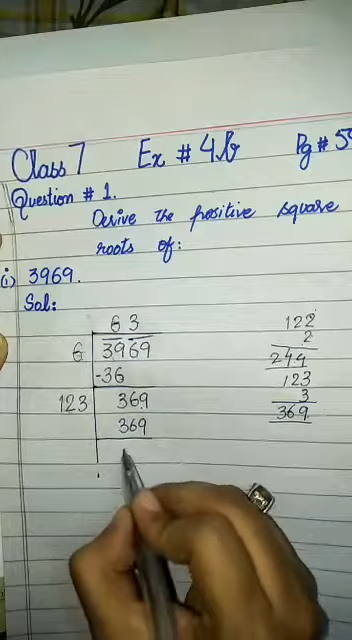 Class 7 Ex # 4.b Pg # 5
Question # 1.
Derive the positive square
roots of:
(i) 3969.
Sol:
63
6 3969
-36
123 369
369
122
2
244
123
3
369